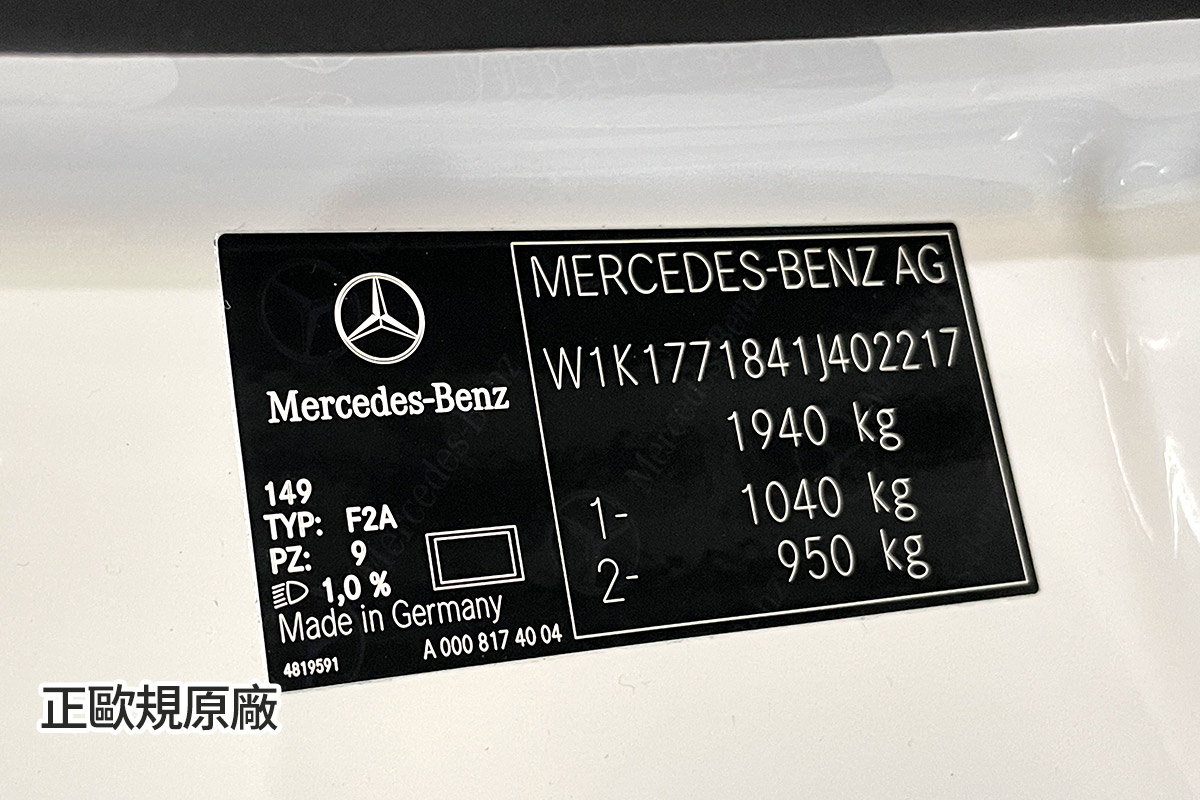 Mercedes-Benz
149
TYP: F2A
PZ: 9
1,0 %
Made in Germany
A 000 817 40 04
4819591
MERCEDES-BENZ AG
W1K1771841J402217
1940 kg
1- 1040 kg
2- 950 kg
正歐規原廠